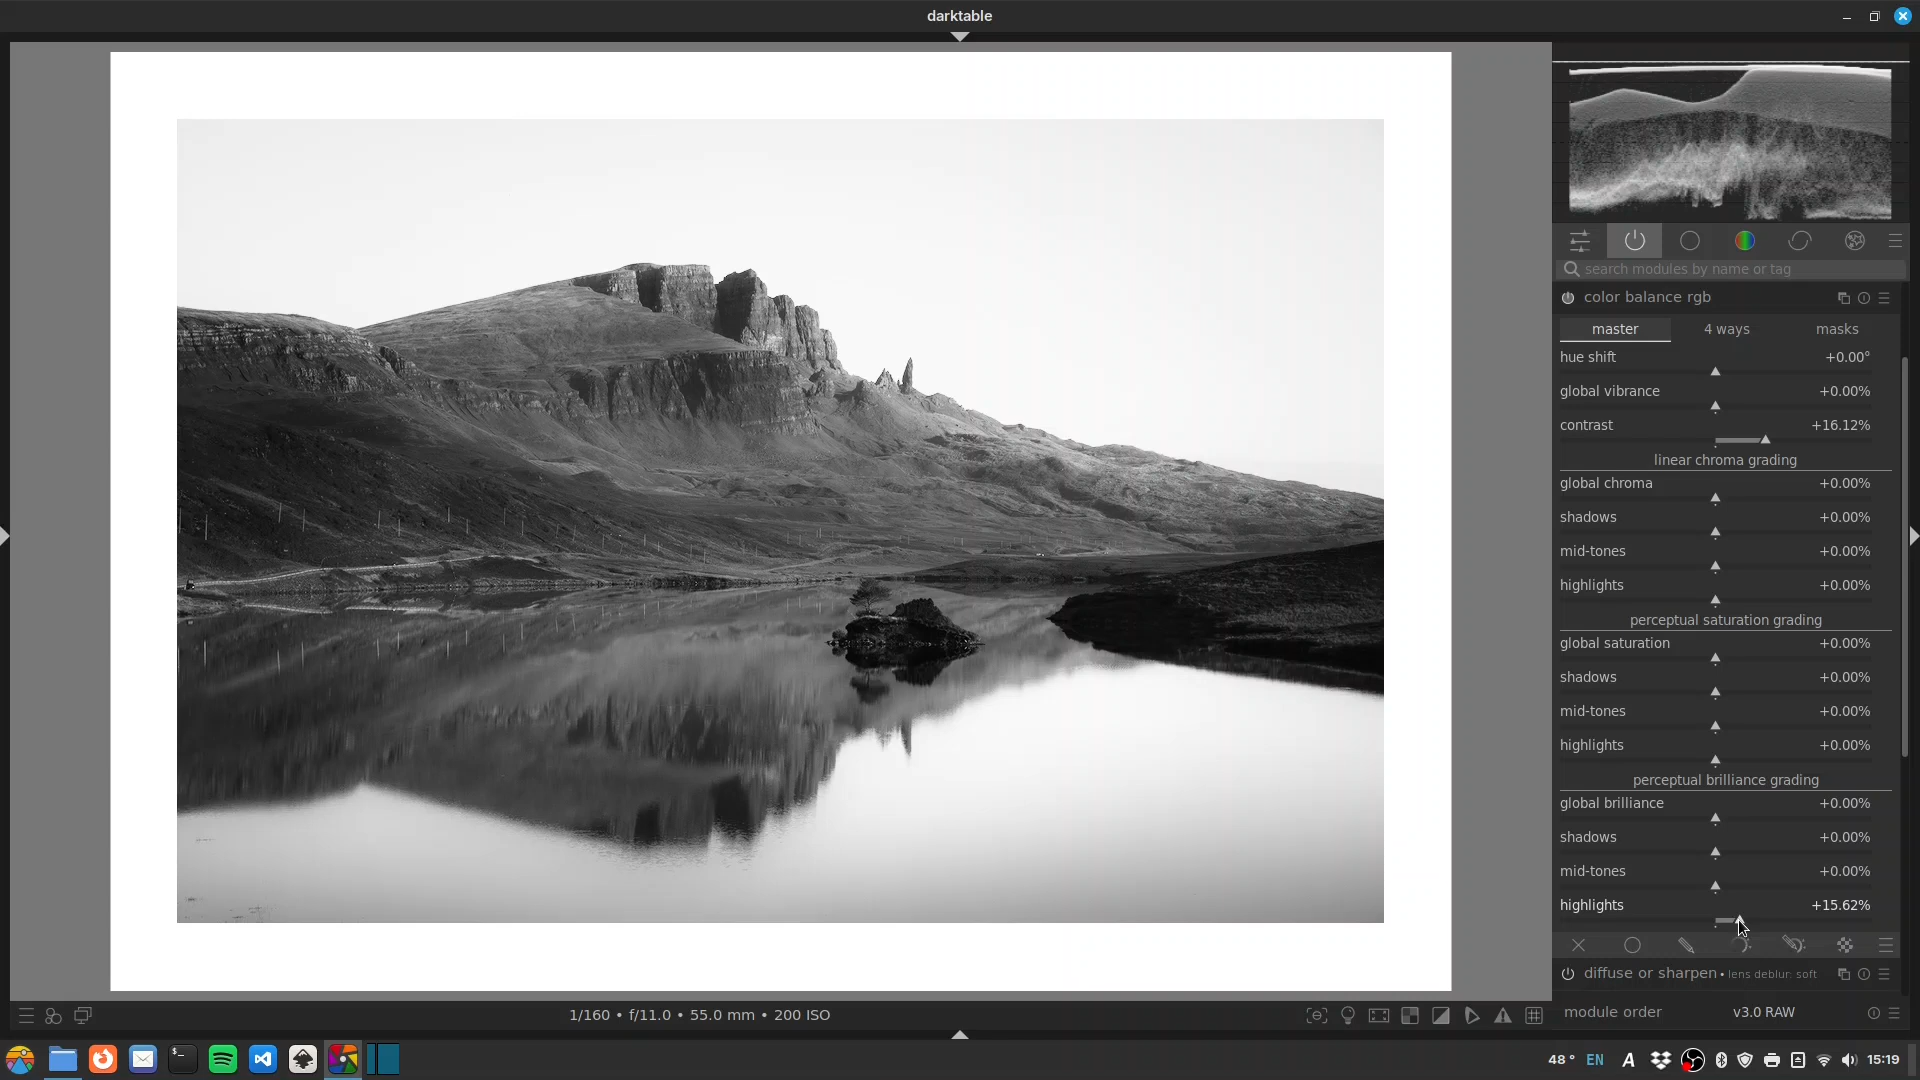 darktable
search modules by name or tag
color balance rgb
master 4 ways masks
hue shift +0.00°
global vibrance +0.00%
contrast +16.12%
linear chroma grading
global chroma +0.00%
shadows +0.00%
mid-tones +0.00%
highlights +0.00%
perceptual saturation grading
global saturation +0.00%
shadows +0.00%
mid-tones +0.00%
highlights +0.00%
perceptual brilliance grading
global brilliance +0.00%
shadows +0.00%
mid-tones +0.00%
highlights +15.62%
diffuse or sharpen • lens deblur: soft
module order v3.0 RAW
1/160 • f/11.0 • 55.0 mm • 200 ISO
48° EN A 15:19